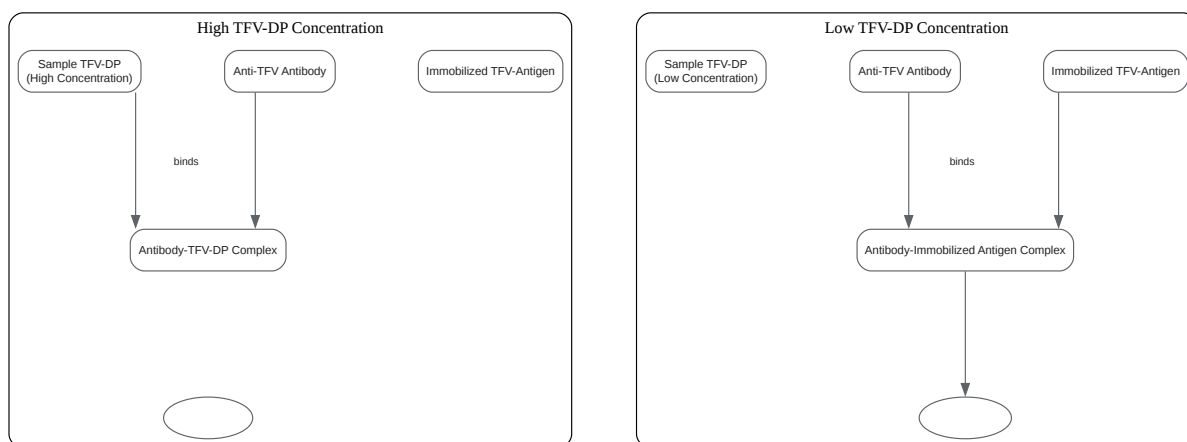 High TFV-DP Concentration
Sample TFV-DP
(High Concentration)
Anti-TFV Antibody
Immobilized TFV-Antigen
binds
Antibody-TFV-DP Complex
Low TFV-DP Concentration
Sample TFV-DP
(Low Concentration)
Anti-TFV Antibody
Immobilized TFV-Antigen
binds
Antibody-Immobilized Antigen Complex